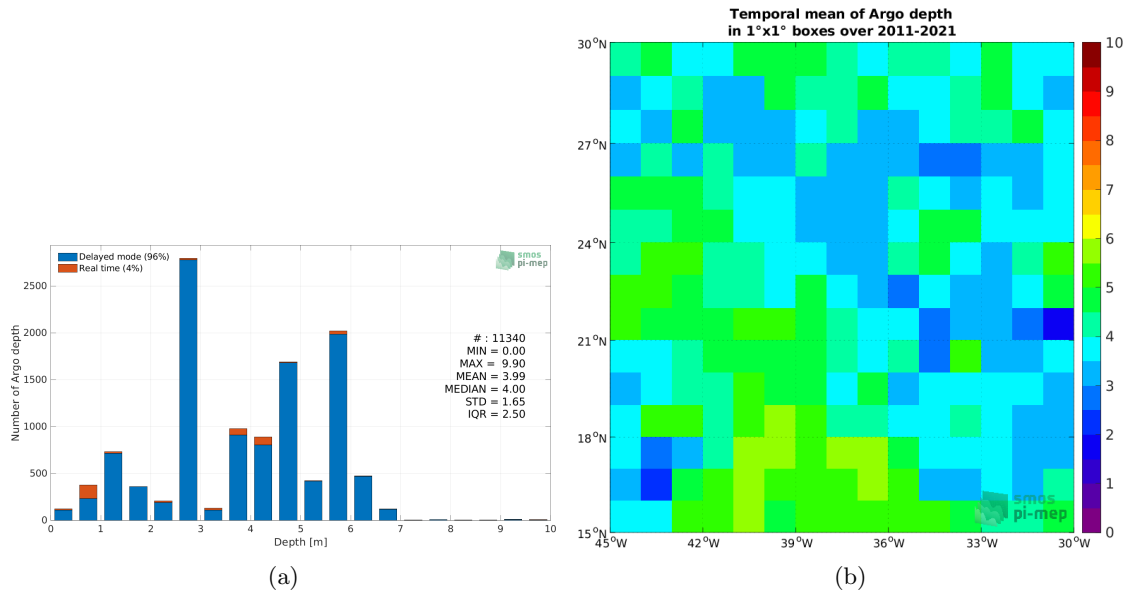 Delayed mode (96%)
Real time (4%)
smos
pi-mep
# : 11340
MIN = 0.00
MAX = 9.90
MEAN = 3.99
MEDIAN = 4.00
STD = 1.65
IQR = 2.50
Number of Argo depth
2500
2000
1500
1000
500
0
0 1 2 3 4 5 6 7 8 9 10
Depth [m]
(a)
Temporal mean of Argo depth
in 1°x1° boxes over 2011-2021
30°N
27°N
24°N
21°N
18°N
15°N
45°W 42°W 39°W 36°W 33°W 30°W
10
9
8
7
6
5
4
3
2
1
0
smos
pi-mep
(b)